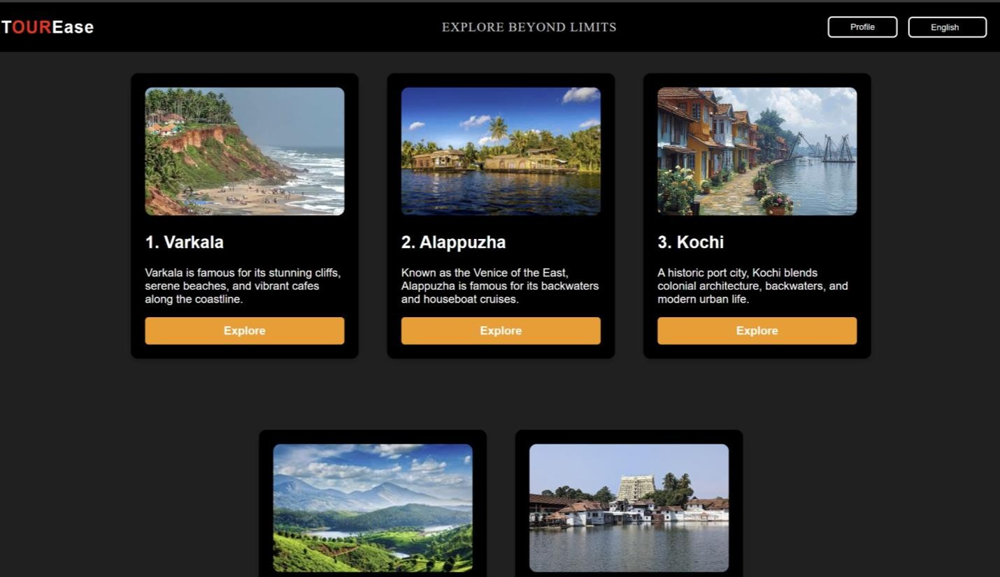 TOUREase
EXPLORE BEYOND LIMITS
Profile
English
1. Varkala
Varkala is famous for its stunning cliffs,
serene beaches, and vibrant cafes
along the coastline.
Explore
2. Alappuzha
Known as the Venice of the East,
Alappuzha is famous for its backwaters
and houseboat cruises.
Explore
3. Kochi
A historic port city, Kochi blends
colonial architecture, backwaters, and
modern urban life.
Explore